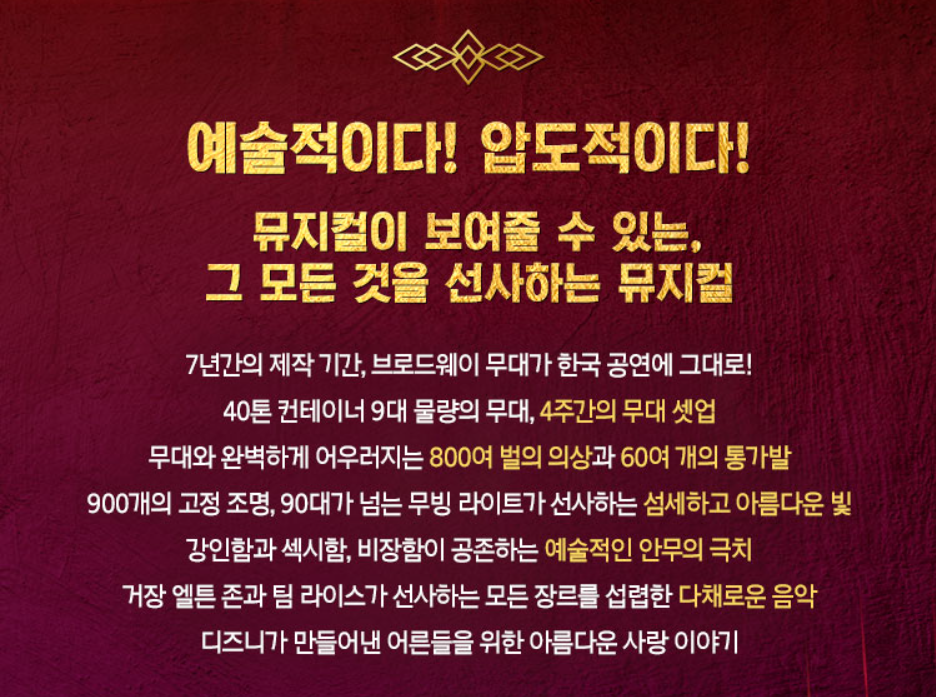 예술적이다! 압도적이다!
뮤지컬이 보여줄 수 있는,
그 모든 것을 선사하는 뮤지컬
7년간의 제작 기간, 브로드웨이 무대가 한국 공연에 그대로!
40톤 컨테이너 9대 물량의 무대, 4주간의 무대 셋업
무대와 완벽하게 어우러지는 800여 벌의 의상과 60여 개의 통가발
900개의 고정 조명, 90대가 넘는 무빙 라이트가 선사하는 섬세하고 아름다운 빛
강인함과 섹시함, 비장함이 공존하는 예술적인 안무의 극치
거장 엘튼 존과 팀 라이스가 선사하는 모든 장르를 섭렵한 다채로운 음악
디즈니가 만들어낸 어른들을 위한 아름다운 사랑 이야기